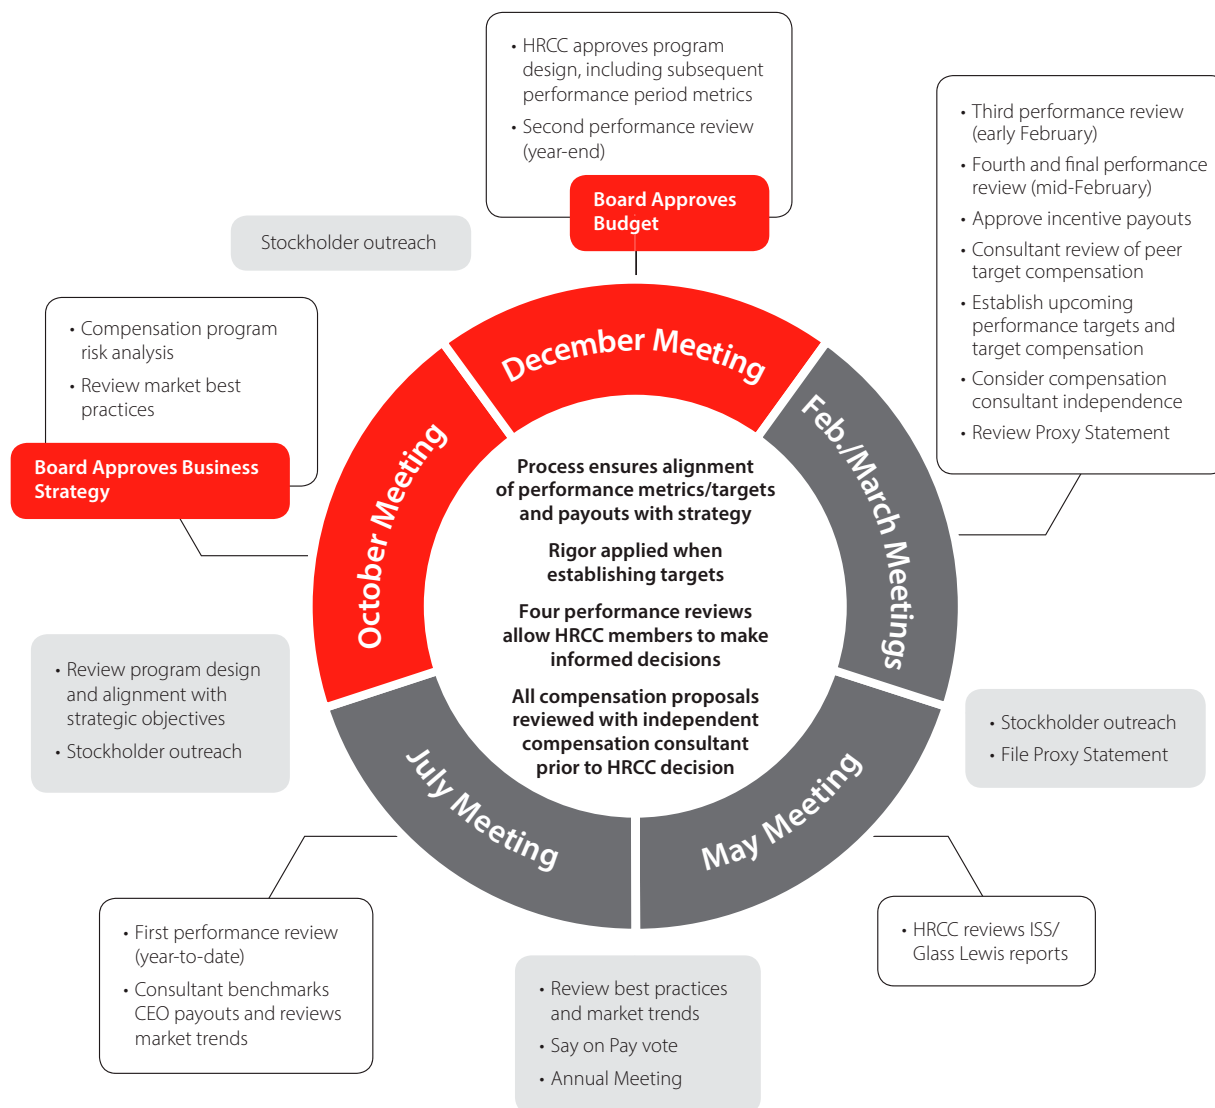 • HRCC approves program
design, including subsequent
performance period metrics
• Second performance review
(year-end)
Board Approves
Budget
• Third performance review
(early February)
• Fourth and final performance
review (mid-February)
• Approve incentive payouts
• Consultant review of peer
target compensation
• Establish upcoming
performance targets and
target compensation
• Consider compensation
consultant independence
• Review Proxy Statement
Stockholder outreach
• Compensation program
risk analysis
• Review market best
practices
Board Approves Business
Strategy
December Meeting
Feb./March Meetings
October Meeting
Process ensures alignment
of performance metrics/targets
and payouts with strategy
Rigor applied when
establishing targets
Four performance reviews
allow HRCC members to make
informed decisions
All compensation proposals
reviewed with independent
compensation consultant
prior to HRCC decision
• Review program design
and alignment with
strategic objectives
• Stockholder outreach
• Stockholder outreach
• File Proxy Statement
July Meeting
May Meeting
• First performance review
(year-to-date)
• Consultant benchmarks
CEO payouts and reviews
market trends
• HRCC reviews ISS/
Glass Lewis reports
• Review best practices
and market trends
• Say on Pay vote
• Annual Meeting